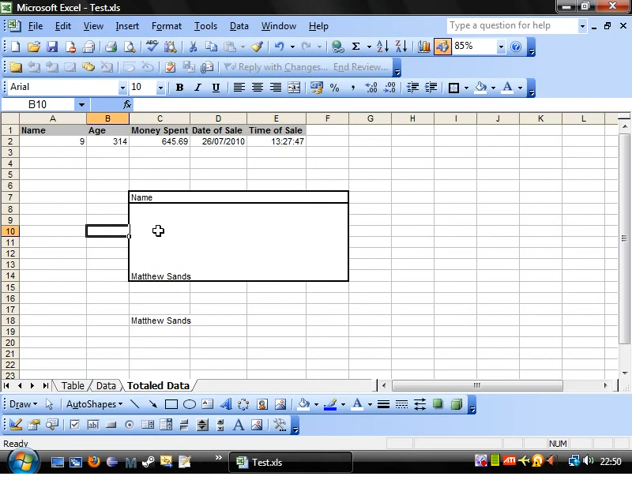 Microsoft Excel - Test.xls
File Edit View Insert Format Tools Data Window Help Type a question for help
85%
Reply with Changes... End Review...
Arial 10 B I U
B10 fx
A B C D E F G H I J K L
1 Name Age Money Spent Date of Sale Time of Sale
2 9 314 645.69 26/07/2010 13:27:47
3
4
5
6
7 Name
8
9
10
11
12
13
14 Matthew Sands
15
16
17
18 Matthew Sands
19
20
21
22
23
Table Data Totaled Data
Draw AutoShapes
Ready NUM
Test.xls ATI 22:50